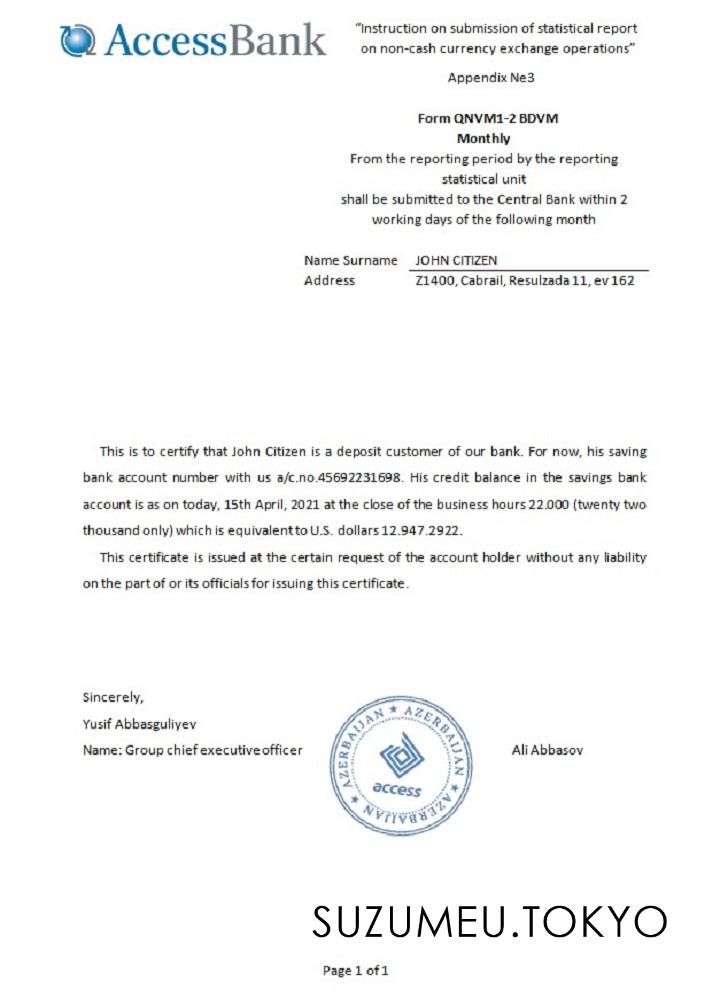 AccessBank
"Instruction on submission of statistical report
on non-cash currency exchange operations"
Appendix №3
Form QNVM1-2 BDVM
Monthly
From the reporting period by the reporting
statistical unit
shall be submitted to the Central Bank within 2
working days of the following month
Name Surname JOHN CITIZEN
Address Z1400, Cabrail, Resulzada 11, ev 162
This is to certify that John Citizen is a deposit customer of our bank. For now, his saving
bank account number with us a/c.no.45692231698. His credit balance in the savings bank
account is as on today, 15th April, 2021 at the close of the business hours 22.000 (twenty two
thousand only) which is equivalent to U.S. dollars 12.947.2922.
This certificate is issued at the certain request of the account holder without any liability
on the part of or its officials for issuing this certificate.
Sincerely,
Yusif Abbasguliyev
Name: Group chief executive officer
AZERBAIJAN ★ AZERBAIJAN ★ AZERBAIJAN ★
access
Ali Abbasov
SUZUMEU.TOKYO
Page 1 of 1